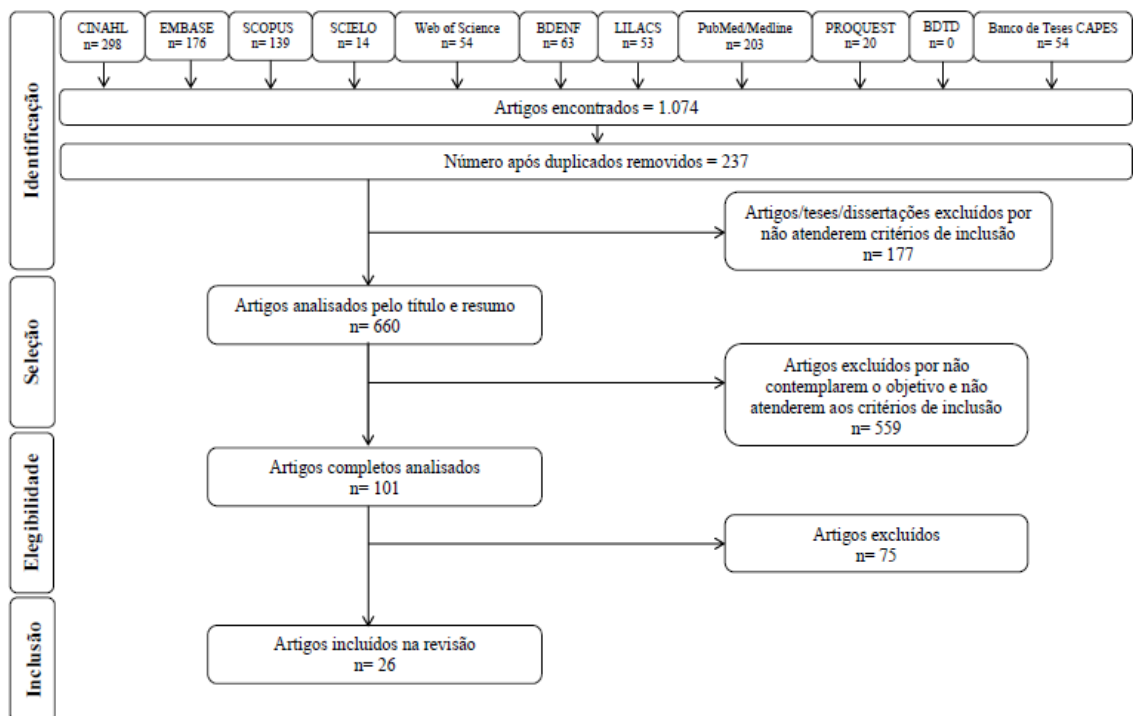 CINAHL
n= 298
EMBASE
n= 176
SCOPUS
n= 139
SCIELO
n= 14
Web of Science
n= 54
BDENF
n= 63
LILACS
n= 53
PubMed/Medline
n= 203
PROQUEST
n= 20
BDTD
n= 0
Banco de Teses CAPES
n= 54
Identificação
Artigos encontrados = 1.074
Número após duplicados removidos = 237
Artigos/teses/dissertações excluídos por
não atenderem critérios de inclusão
n= 177
Seleção
Artigos analisados pelo título e resumo
n= 660
Artigos excluídos por não
contemplarem o objetivo e não
atenderem aos critérios de inclusão
n= 559
Elegibilidade
Artigos completos analisados
n= 101
Artigos excluídos
n= 75
Inclusão
Artigos incluídos na revisão
n= 26